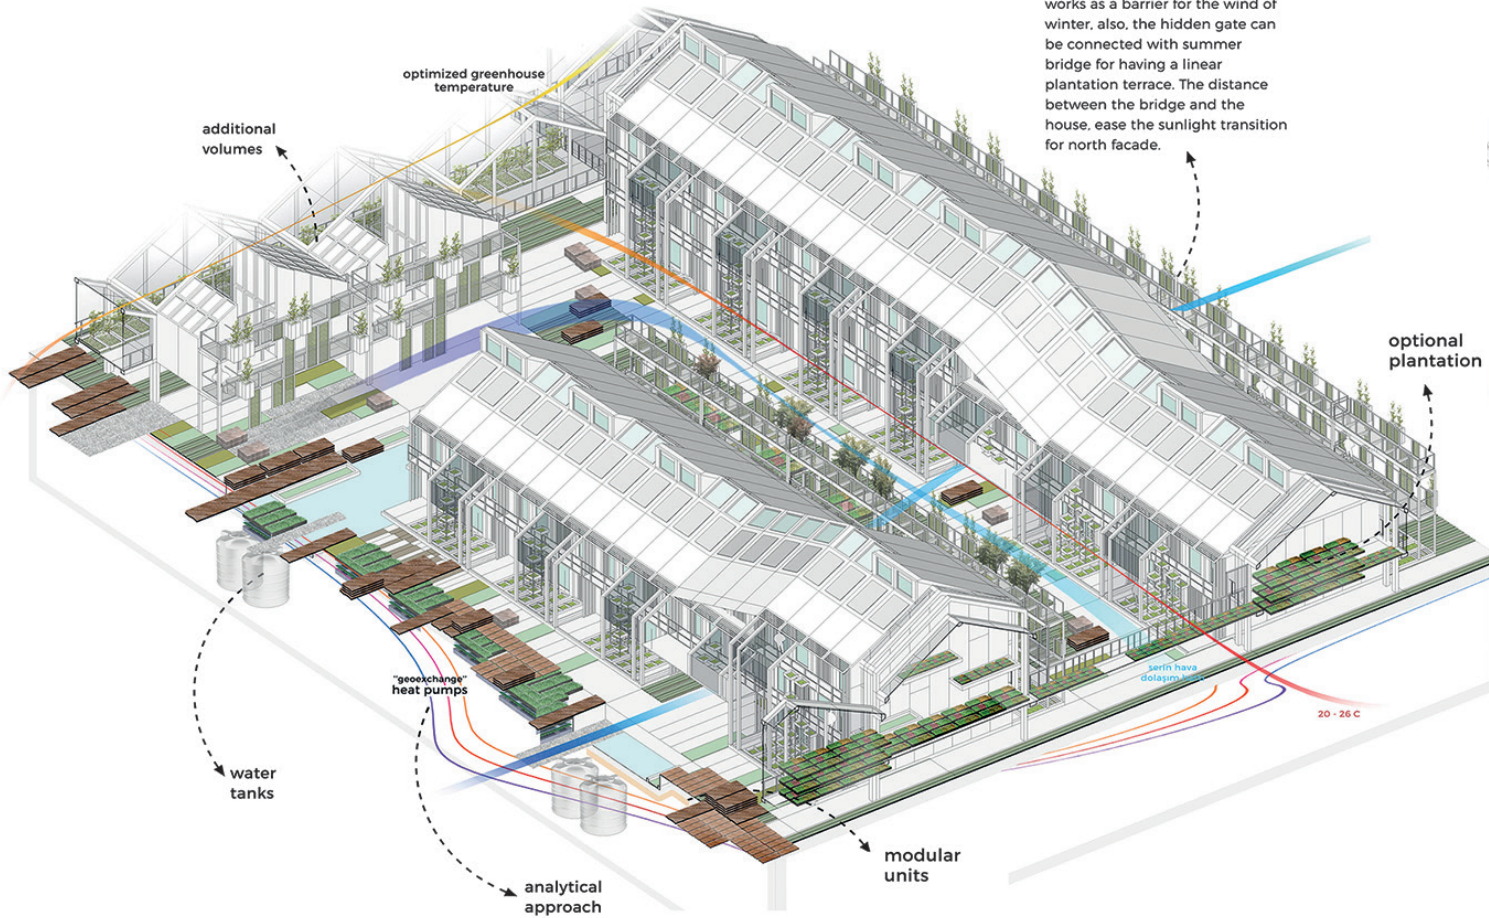 works as a barrier for the wind of
winter, also, the hidden gate can
be connected with summer
bridge for having a linear
plantation terrace. The distance
between the bridge and the
house, ease the sunlight transition
for north facade.
optimized greenhouse
temperature
additional
volumes
optional
plantation
serin hava
dolaşım
20 - 26 C
"geoexchange"
heat pumps
water
tanks
modular
units
analytical
approach